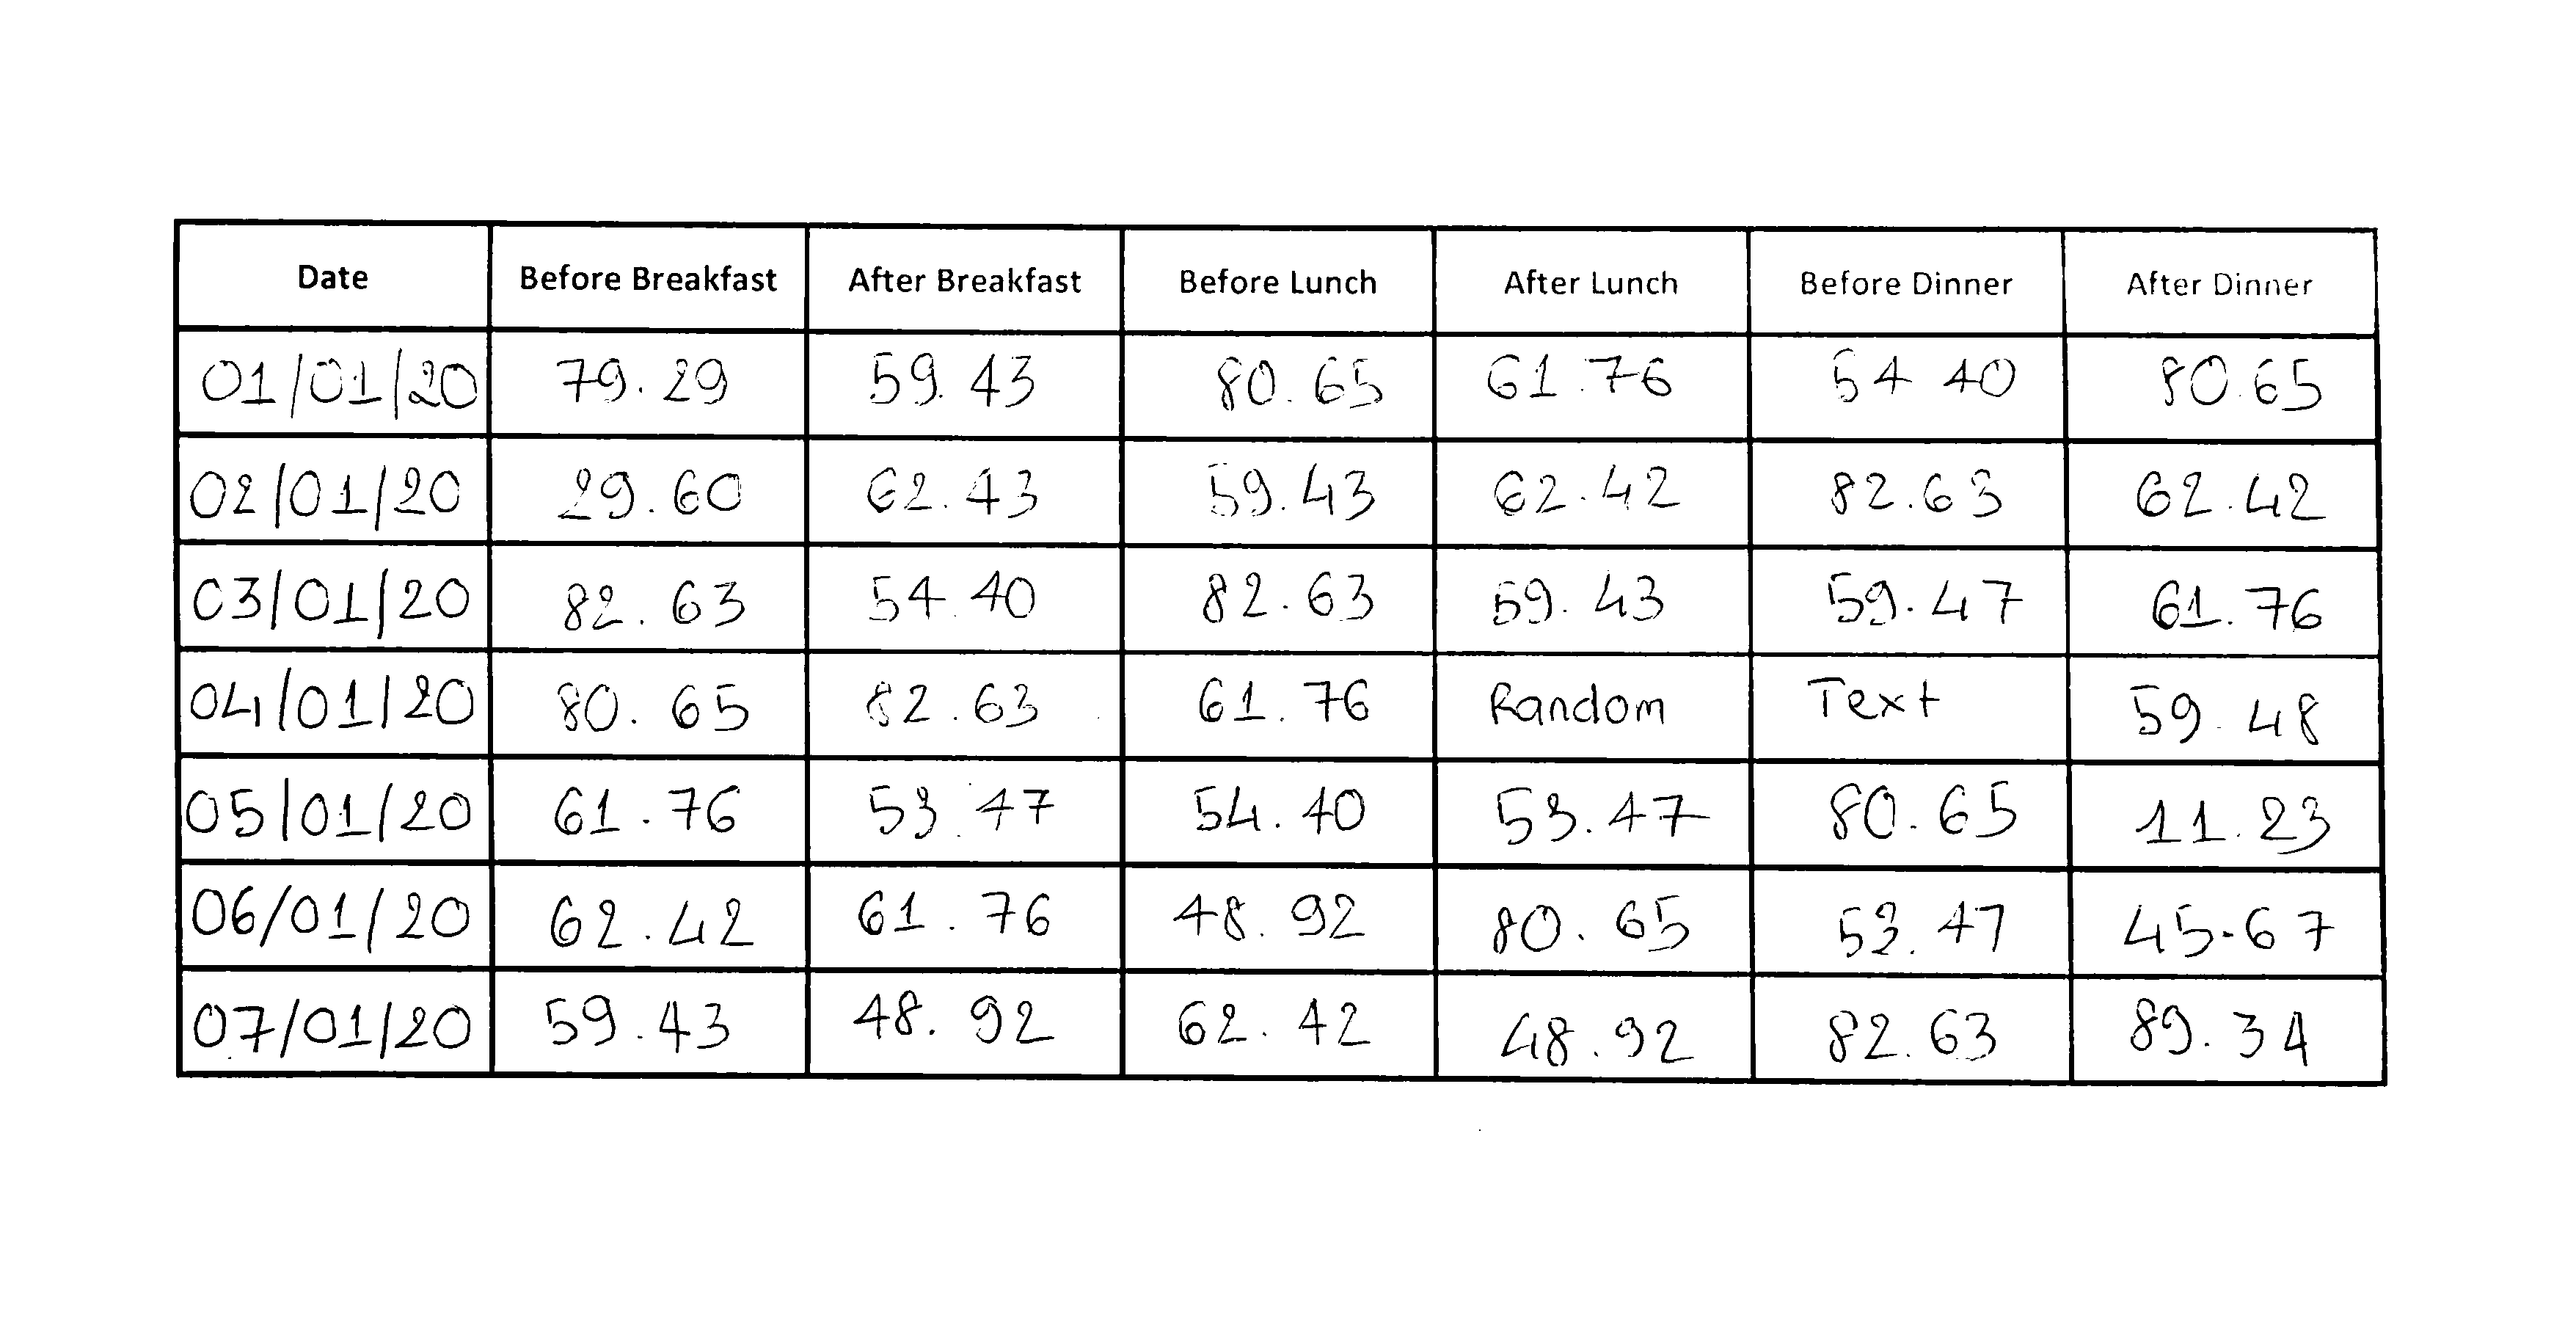 Date Before Breakfast After Breakfast Before Lunch After Lunch Before Dinner After Dinner
01/01/20 79.29 59.43 80.65 61.76 54 40 80.65
02/01/20 29.60 62.43 59.43 62.42 82.63 62.42
03/01/20 82.63 54.40 82.63 59.43 59.47 61.76
04/01/20 80.65 82.63 61.76 Random Text 59.48
05/01/20 61.76 53.47 54.40 53.47 80.65 11.23
06/01/20 62.42 61.76 48.92 80.65 53.47 45.67
07/01/20 59.43 48.92 62.42 48.92 82.63 89.34